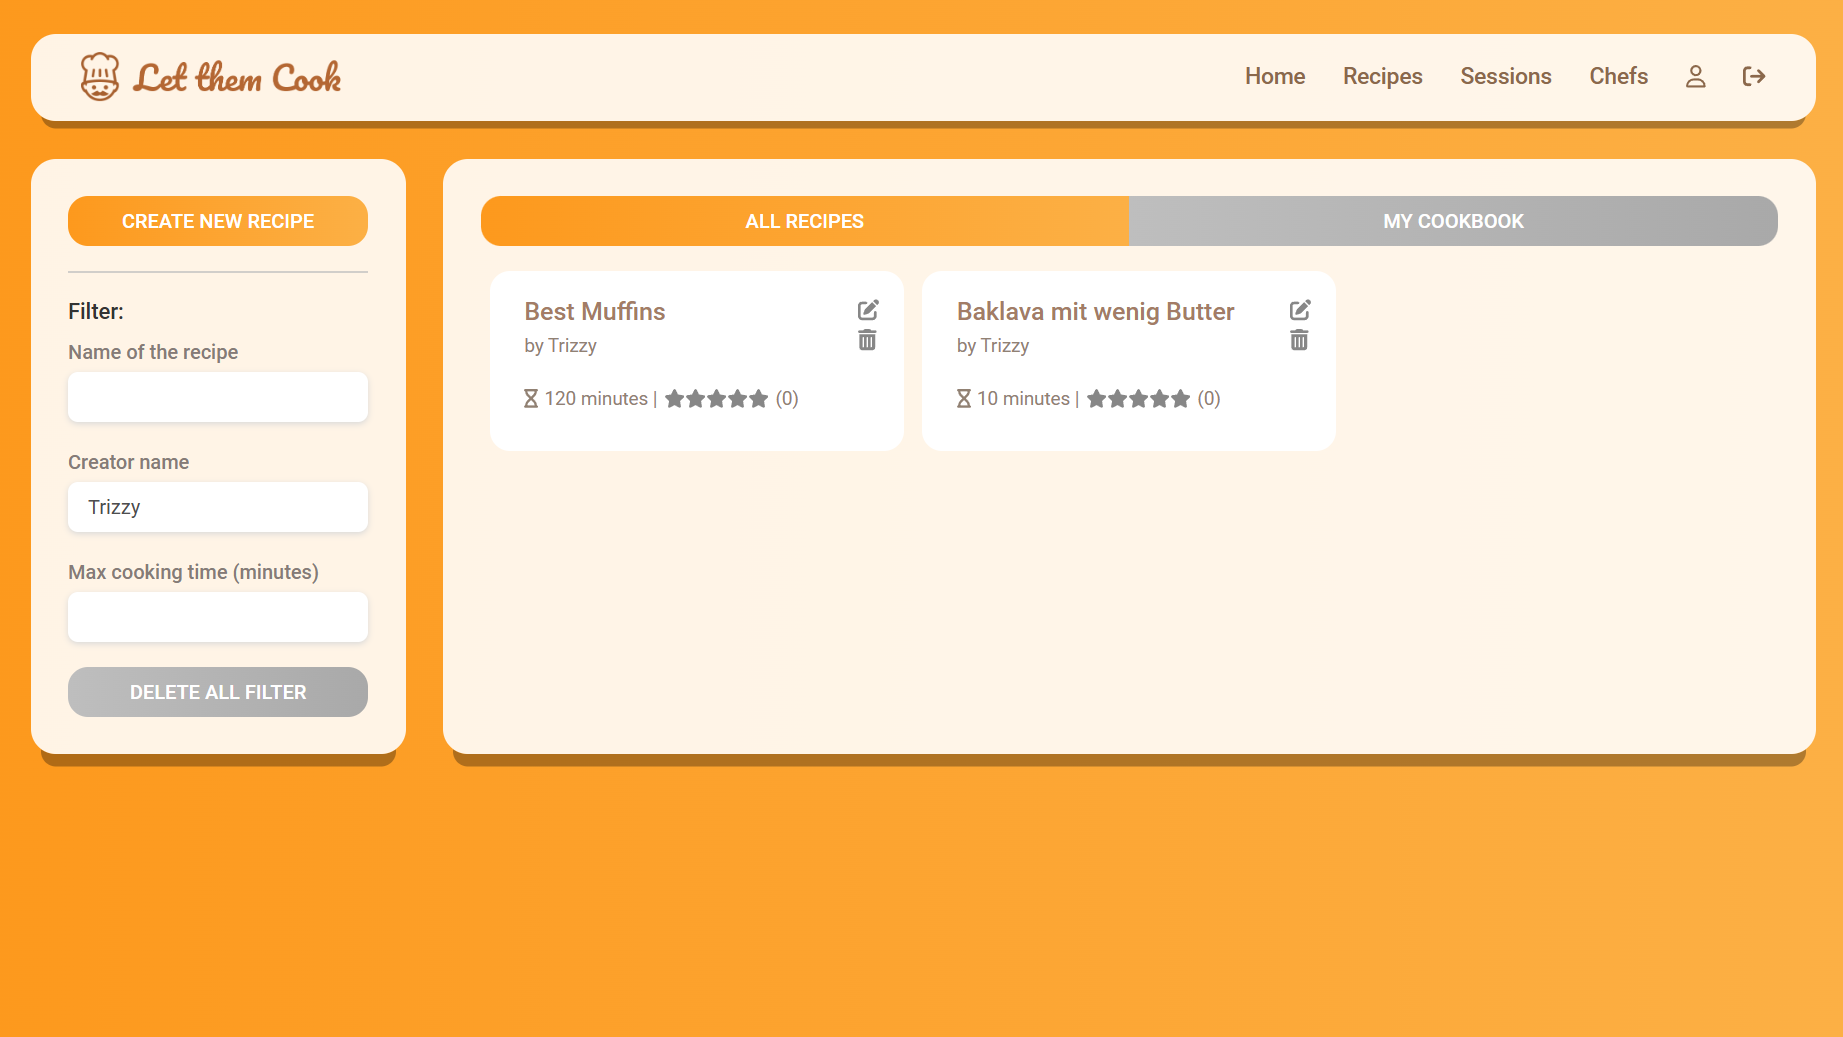 Let them Cook
Home Recipes Sessions Chefs
CREATE NEW RECIPE
Filter:
Name of the recipe
Creator name
Trizzy
Max cooking time (minutes)
DELETE ALL FILTER
ALL RECIPES MY COOKBOOK
Best Muffins
by Trizzy
120 minutes | (0)
Baklava mit wenig Butter
by Trizzy
10 minutes | (0)